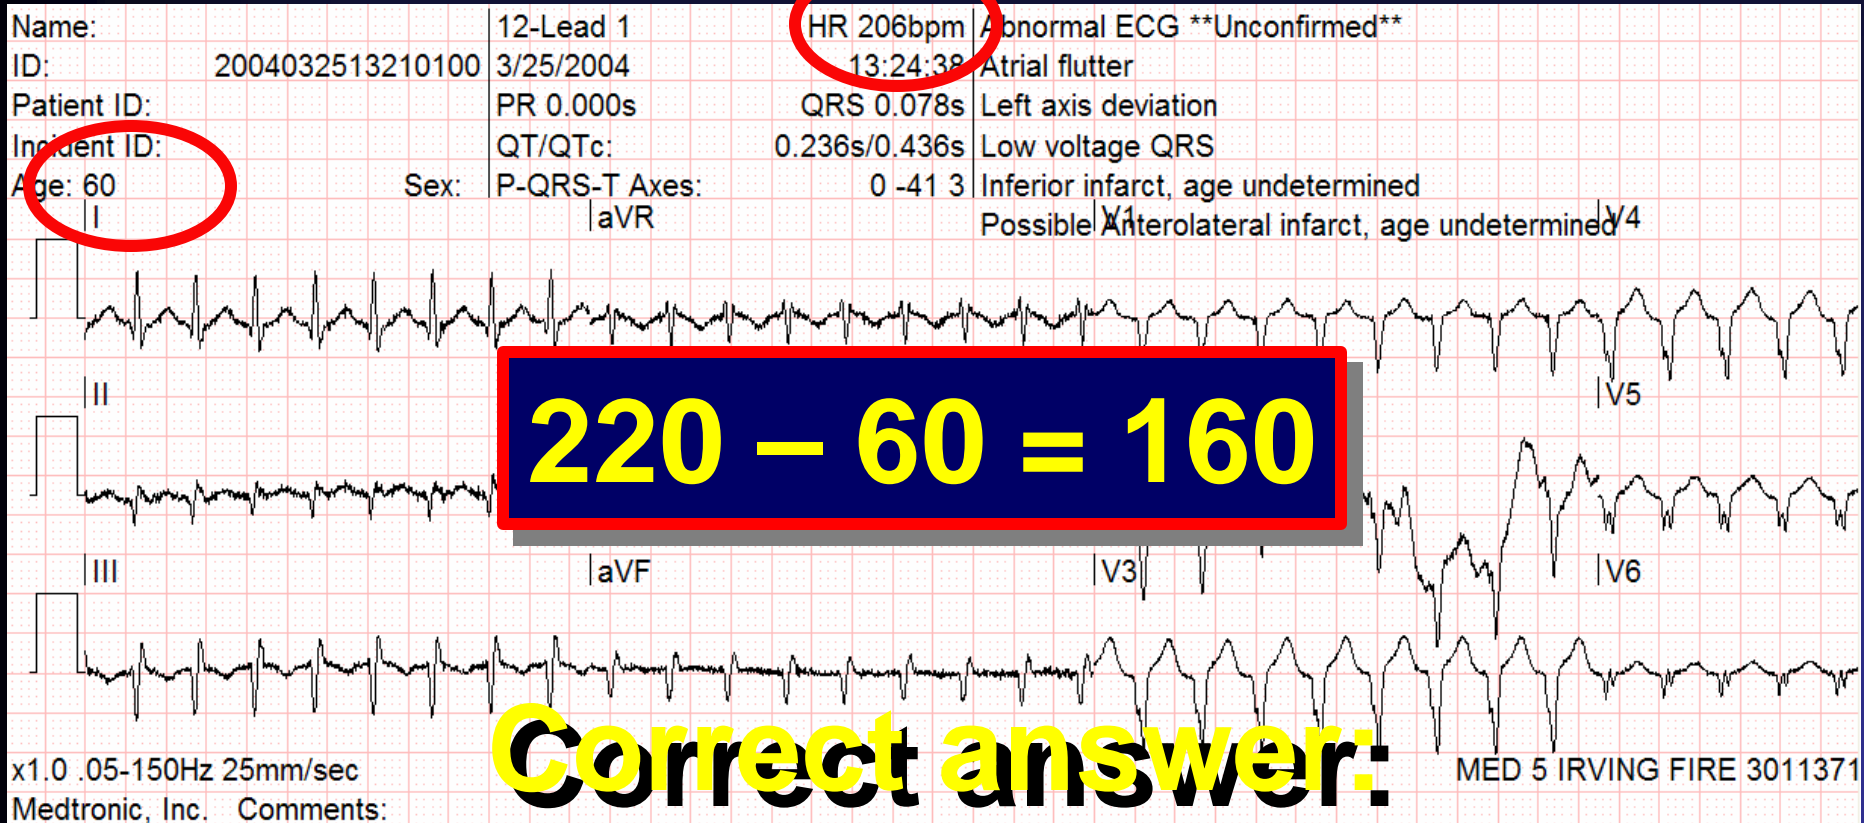 Name:
ID: 2004032513210100
Patient ID:
Incident ID:
Age: 60 Sex:
12-Lead 1 HR 206bpm
3/25/2004 13:24:38
PR 0.000s QRS 0.078s
QT/QTc: 0.236s/0.436s
P-QRS-T Axes: 0 -41 3
Abnormal ECG **Unconfirmed**
Atrial flutter
Left axis deviation
Low voltage QRS
Inferior infarct, age undetermined
Possible Anterolateral infarct, age undetermined
I aVR V1 V4
II V5
220 – 60 = 160
III aVF V3 V6
Correct answer:
x1.0 .05-150Hz 25mm/sec
MED 5 IRVING FIRE 3011371
Medtronic, Inc. Comments: